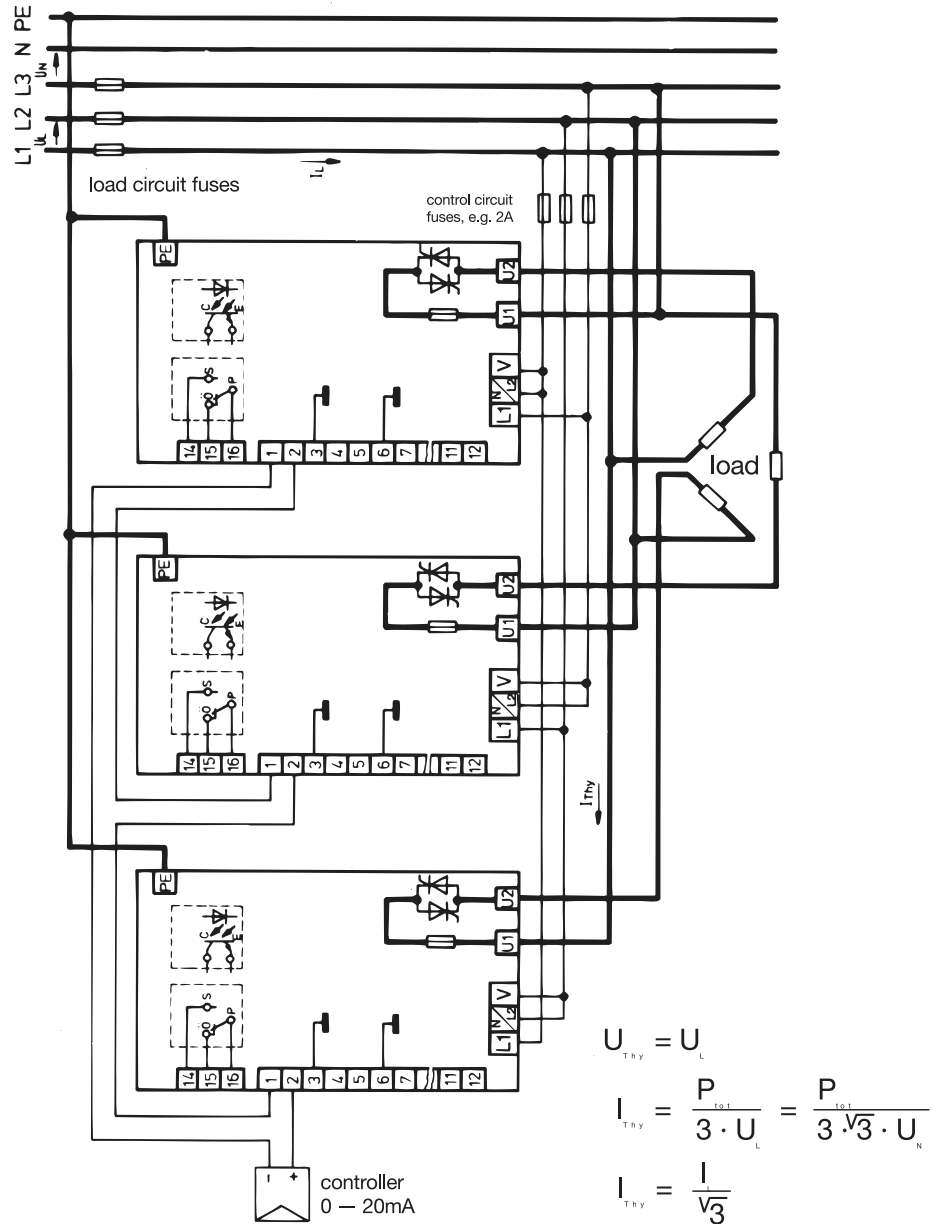 PE
N
U_N
L3
L2
U_L
L1
I_L
load circuit fuses
control circuit
fuses, e.g. 2A
PE
U2
U1
C
E
S
Ö
P
V
N/L2
L1
14 15 16 1 2 3 4 5 6 7 11 12
load
PE
U2
U1
C
E
S
Ö
P
V
N/L2
L1
14 15 16 1 2 3 4 5 6 7 11 12
I_Thy
PE
U2
U1
C
E
S
Ö
P
V
N/L2
L1
14 15 16 1 2 3 4 5 6 7 11 12
- +
controller
0 – 20mA
U_Thy = U_L
I_Thy = P_tot / 3 · U_L = P_tot / 3 · √3 · U_N
I_Thy = I_L / √3